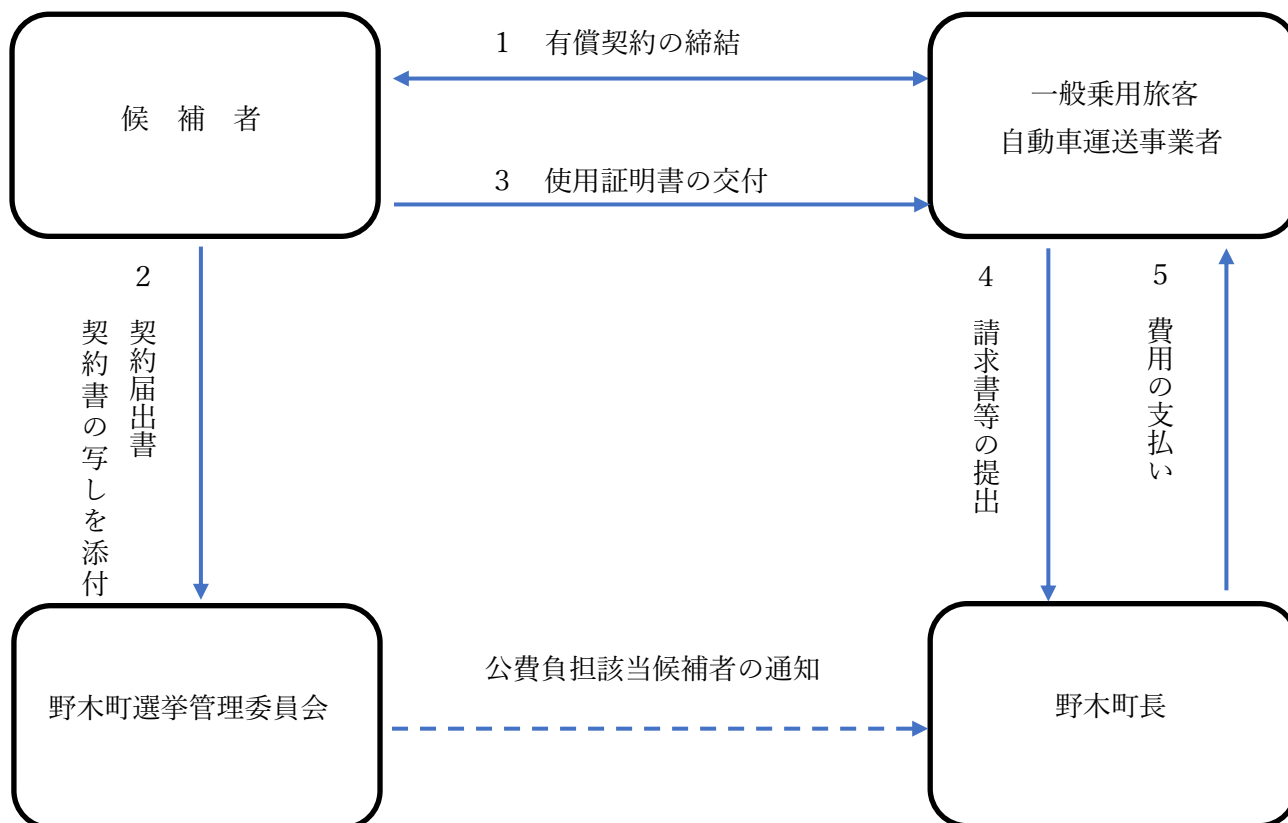 1 有償契約の締結
候 補 者
一般乗用旅客
自動車運送事業者
3 使用証明書の交付
2 契約届出書
契約書の写しを添付
4 請求書等の提出
5 費用の支払い
公費負担該当候補者の通知
野木町選挙管理委員会
野木町長